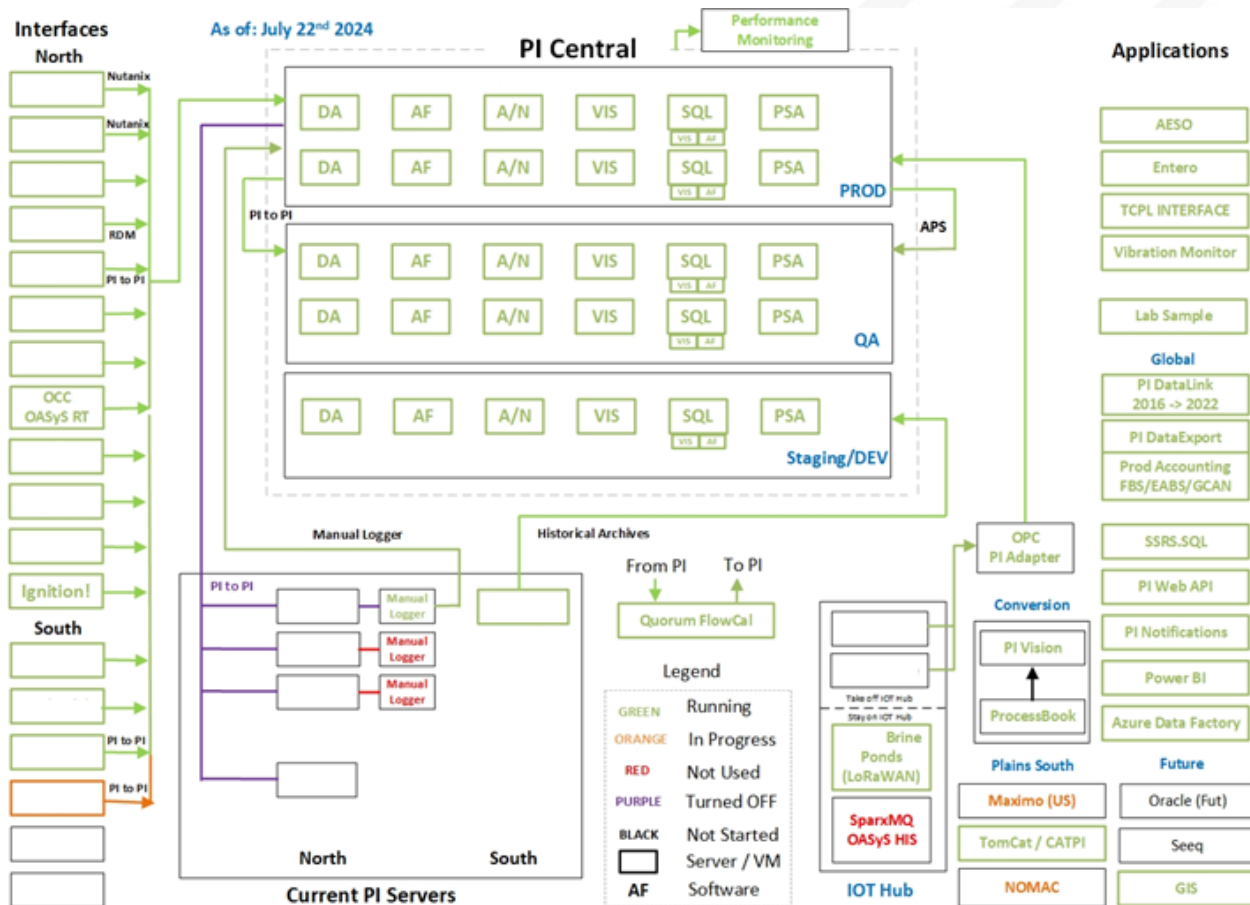 As of: July 22nd 2024
Interfaces
North
Nutanix
Nutanix
RDM
PI to PI
OCC
OASyS RT
Ignition!
South
PI to PI
PI to PI
Performance
Monitoring
PI Central
DA AF A/N VIS SQL PSA
VIS AF
DA AF A/N VIS SQL PSA
VIS AF
PROD
PI to PI
APS
DA AF A/N VIS SQL PSA
VIS AF
DA AF A/N VIS SQL PSA
VIS AF
QA
DA AF A/N VIS SQL PSA
VIS AF
Staging/DEV
Manual Logger
Historical Archives
PI to PI
Manual
Logger
Manual
Logger
Manual
Logger
North
South
Current PI Servers
From PI
To PI
Quorum FlowCal
Legend
GREEN Running
ORANGE In Progress
RED Not Used
PURPLE Turned OFF
BLACK Not Started
Server / VM
AF Software
OPC
PI Adapter
Take off IOT Hub
Stay on IOT Hub
Brine
Ponds
(LoRaWAN)
SparxMQ
OASyS HIS
IOT Hub
Conversion
PI Vision
ProcessBook
Applications
AESO
Entero
TCPL INTERFACE
Vibration Monitor
Lab Sample
Global
PI DataLink
2016 -> 2022
PI DataExport
Prod Accounting
FBS/EABS/GCAN
SSRS.SQL
PI Web API
PI Notifications
Power BI
Azure Data Factory
Plains South
Maximo (US)
TomCat / CATPI
NOMAC
Future
Oracle (Fut)
Seeq
GIS